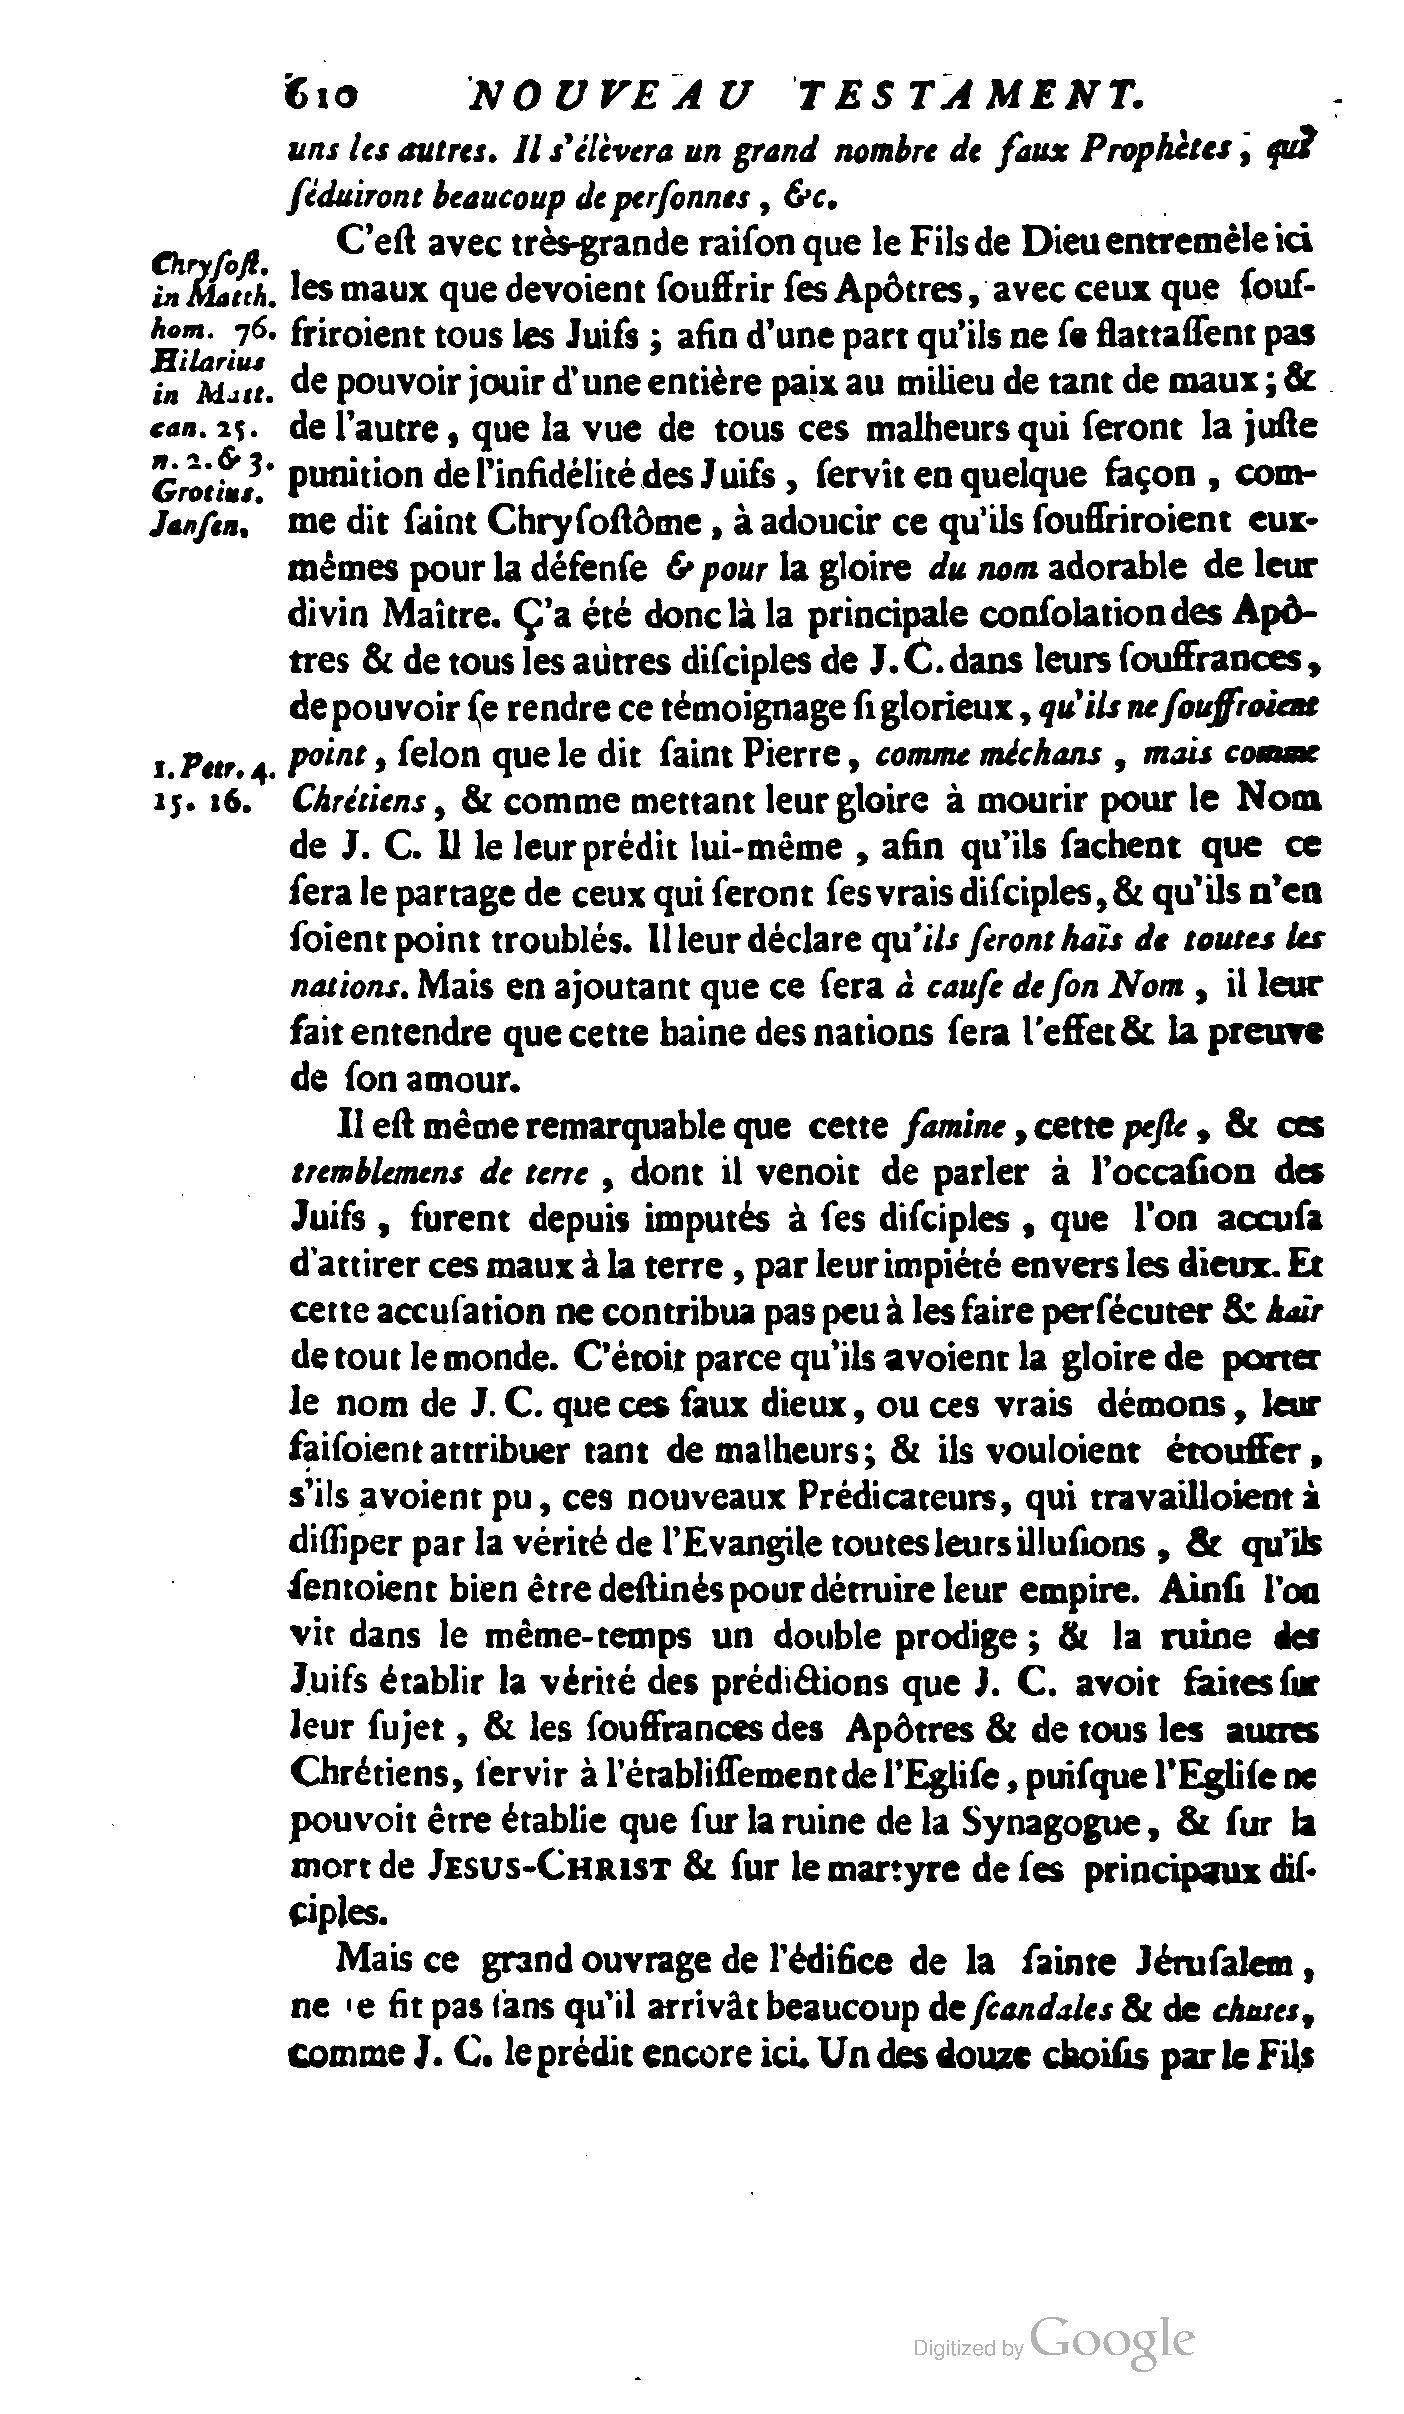 610 NOUVEAU TESTAMENT.
uns les autres. Il s'élèvera un grand nombre de faux Prophètes, qui
ſéduiront beaucoup de perſonnes, &c.
C'eſt avec très-grande raiſon que le Fils de Dieu entremêle ici
les maux que devoient ſouffrir ſes Apôtres, avec ceux que ſouf-
friroient tous les Juifs ; afin d'une part qu'ils ne ſe flattaſſent pas
de pouvoir jouir d'une entière paix au milieu de tant de maux ; &
de l'autre, que la vue de tous ces malheurs qui ſeront la juſte
punition de l'infidélité des Juifs, ſervît en quelque façon, com-
me dit ſaint Chryſoſtôme, à adoucir ce qu'ils ſouffriroient eux-
mêmes pour la défenſe & pour la gloire du nom adorable de leur
divin Maître. Ç'a été donc là la principale conſolation des Apô-
tres & de tous les autres diſciples de J. C. dans leurs ſouffrances,
de pouvoir ſe rendre ce témoignage ſi glorieux, qu'ils ne ſouffroient
point, ſelon que le dit ſaint Pierre, comme méchans, mais comme
Chrétiens, & comme mettant leur gloire à mourir pour le Nom
de J. C. Il le leur prédit lui-même, afin qu'ils ſachent que ce
ſera le partage de ceux qui ſeront ſes vrais diſciples, & qu'ils n'en
ſoient point troublés. Il leur déclare qu'ils ſeront haïs de toutes les
nations. Mais en ajoutant que ce ſera à cauſe de ſon Nom, il leur
fait entendre que cette haine des nations ſera l'effet & la preuve
de ſon amour.
Il eſt même remarquable que cette famine, cette peſte, & ces
tremblemens de terre, dont il venoit de parler à l'occaſion des
Juifs, furent depuis imputés à ſes diſciples, que l'on accuſa
d'attirer ces maux à la terre, par leur impiété envers les dieux. Et
cette accuſation ne contribua pas peu à les faire perſécuter & haïr
de tout le monde. C'étoit parce qu'ils avoient la gloire de porter
le nom de J. C. que ces faux dieux, ou ces vrais démons, leur
faiſoient attribuer tant de malheurs ; & ils vouloient étouffer,
s'ils avoient pu, ces nouveaux Prédicateurs, qui travailloient à
diſſiper par la vérité de l'Evangile toutes leurs illuſions, & qu'ils
ſentoient bien être deſtinés pour détruire leur empire. Ainſi l'on
vit dans le même-temps un double prodige ; & la ruine des
Juifs établir la vérité des prédictions que J. C. avoit faites ſur
leur ſujet, & les ſouffrances des Apôtres & de tous les autres
Chrétiens, ſervir à l'établiſſement de l'Egliſe, puiſque l'Egliſe ne
pouvoit être établie que ſur la ruine de la Synagogue, & ſur la
mort de JESUS-CHRIST & ſur le martyre de ſes principaux diſ-
ciples.
Mais ce grand ouvrage de l'édifice de la ſainte Jéruſalem,
ne ſe fit pas ſans qu'il arrivât beaucoup de ſcandales & de chutes,
comme J. C. le prédit encore ici. Un des douze choiſis par le Fils
Chryſoſt.
in Matth.
hom. 76.
Hilarius
in Matt.
can. 25.
n. 2. & 3.
Grotius.
Janſen.
1. Petr. 4.
15. 16.
Digitized by Google